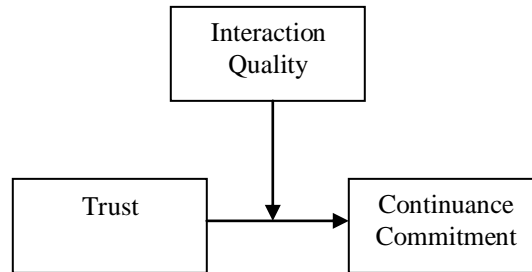 Interaction
Quality
Trust
Continuance
Commitment